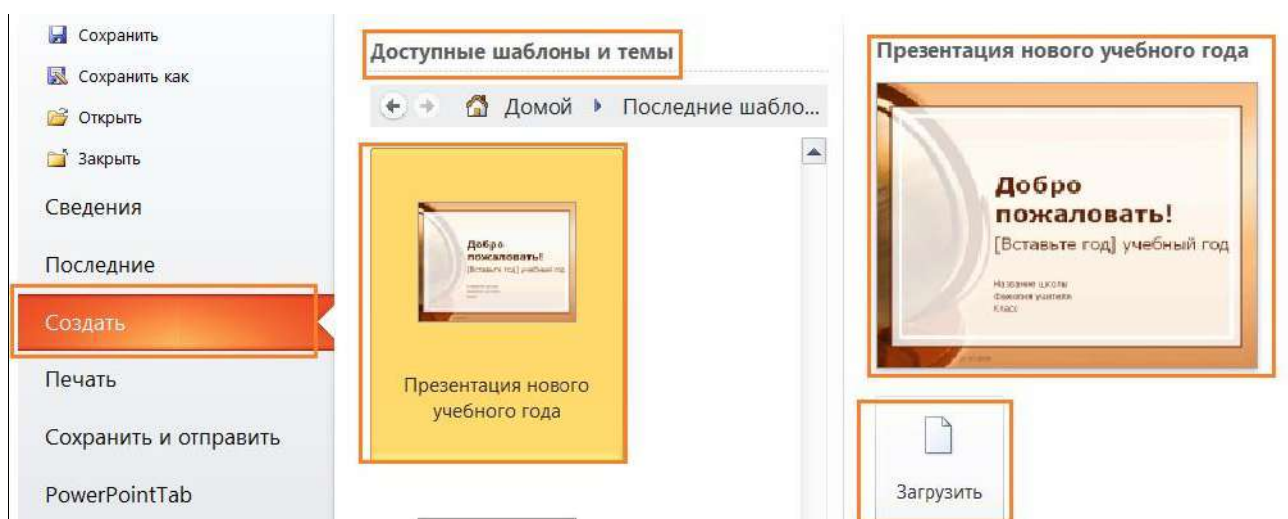 Сохранить
Сохранить как
Открыть
Закрыть
Сведения
Последние
Создать
Печать
Сохранить и отправить
PowerPointTab
Доступные шаблоны и темы
Домой
Последние шабло...
Добро
пожаловать!
[Вставьте год] учебный год
Презентация нового
учебного года
Презентация нового учебного года
Добро
пожаловать!
[Вставьте год] учебный год
Название школы
Фамилия учителя
Класс
Загрузить